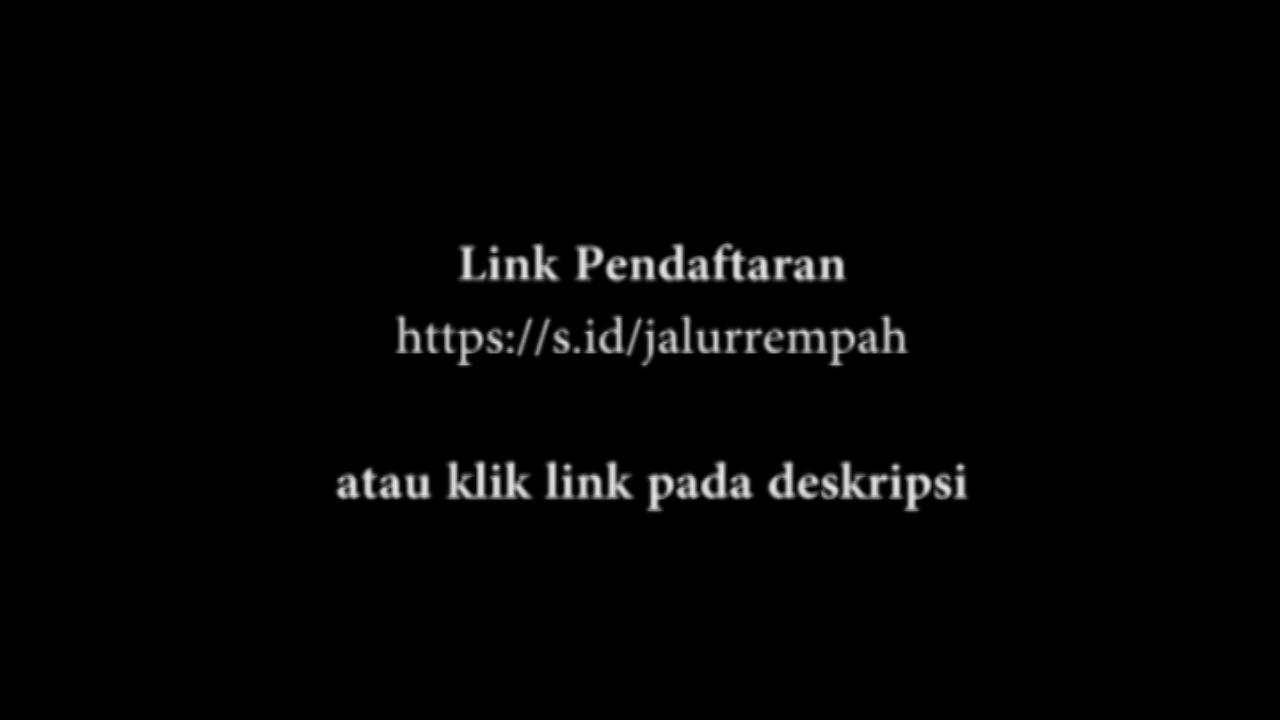 Link Pendaftaran
https://s.id/jalurrempah
atau klik link pada deskripsi